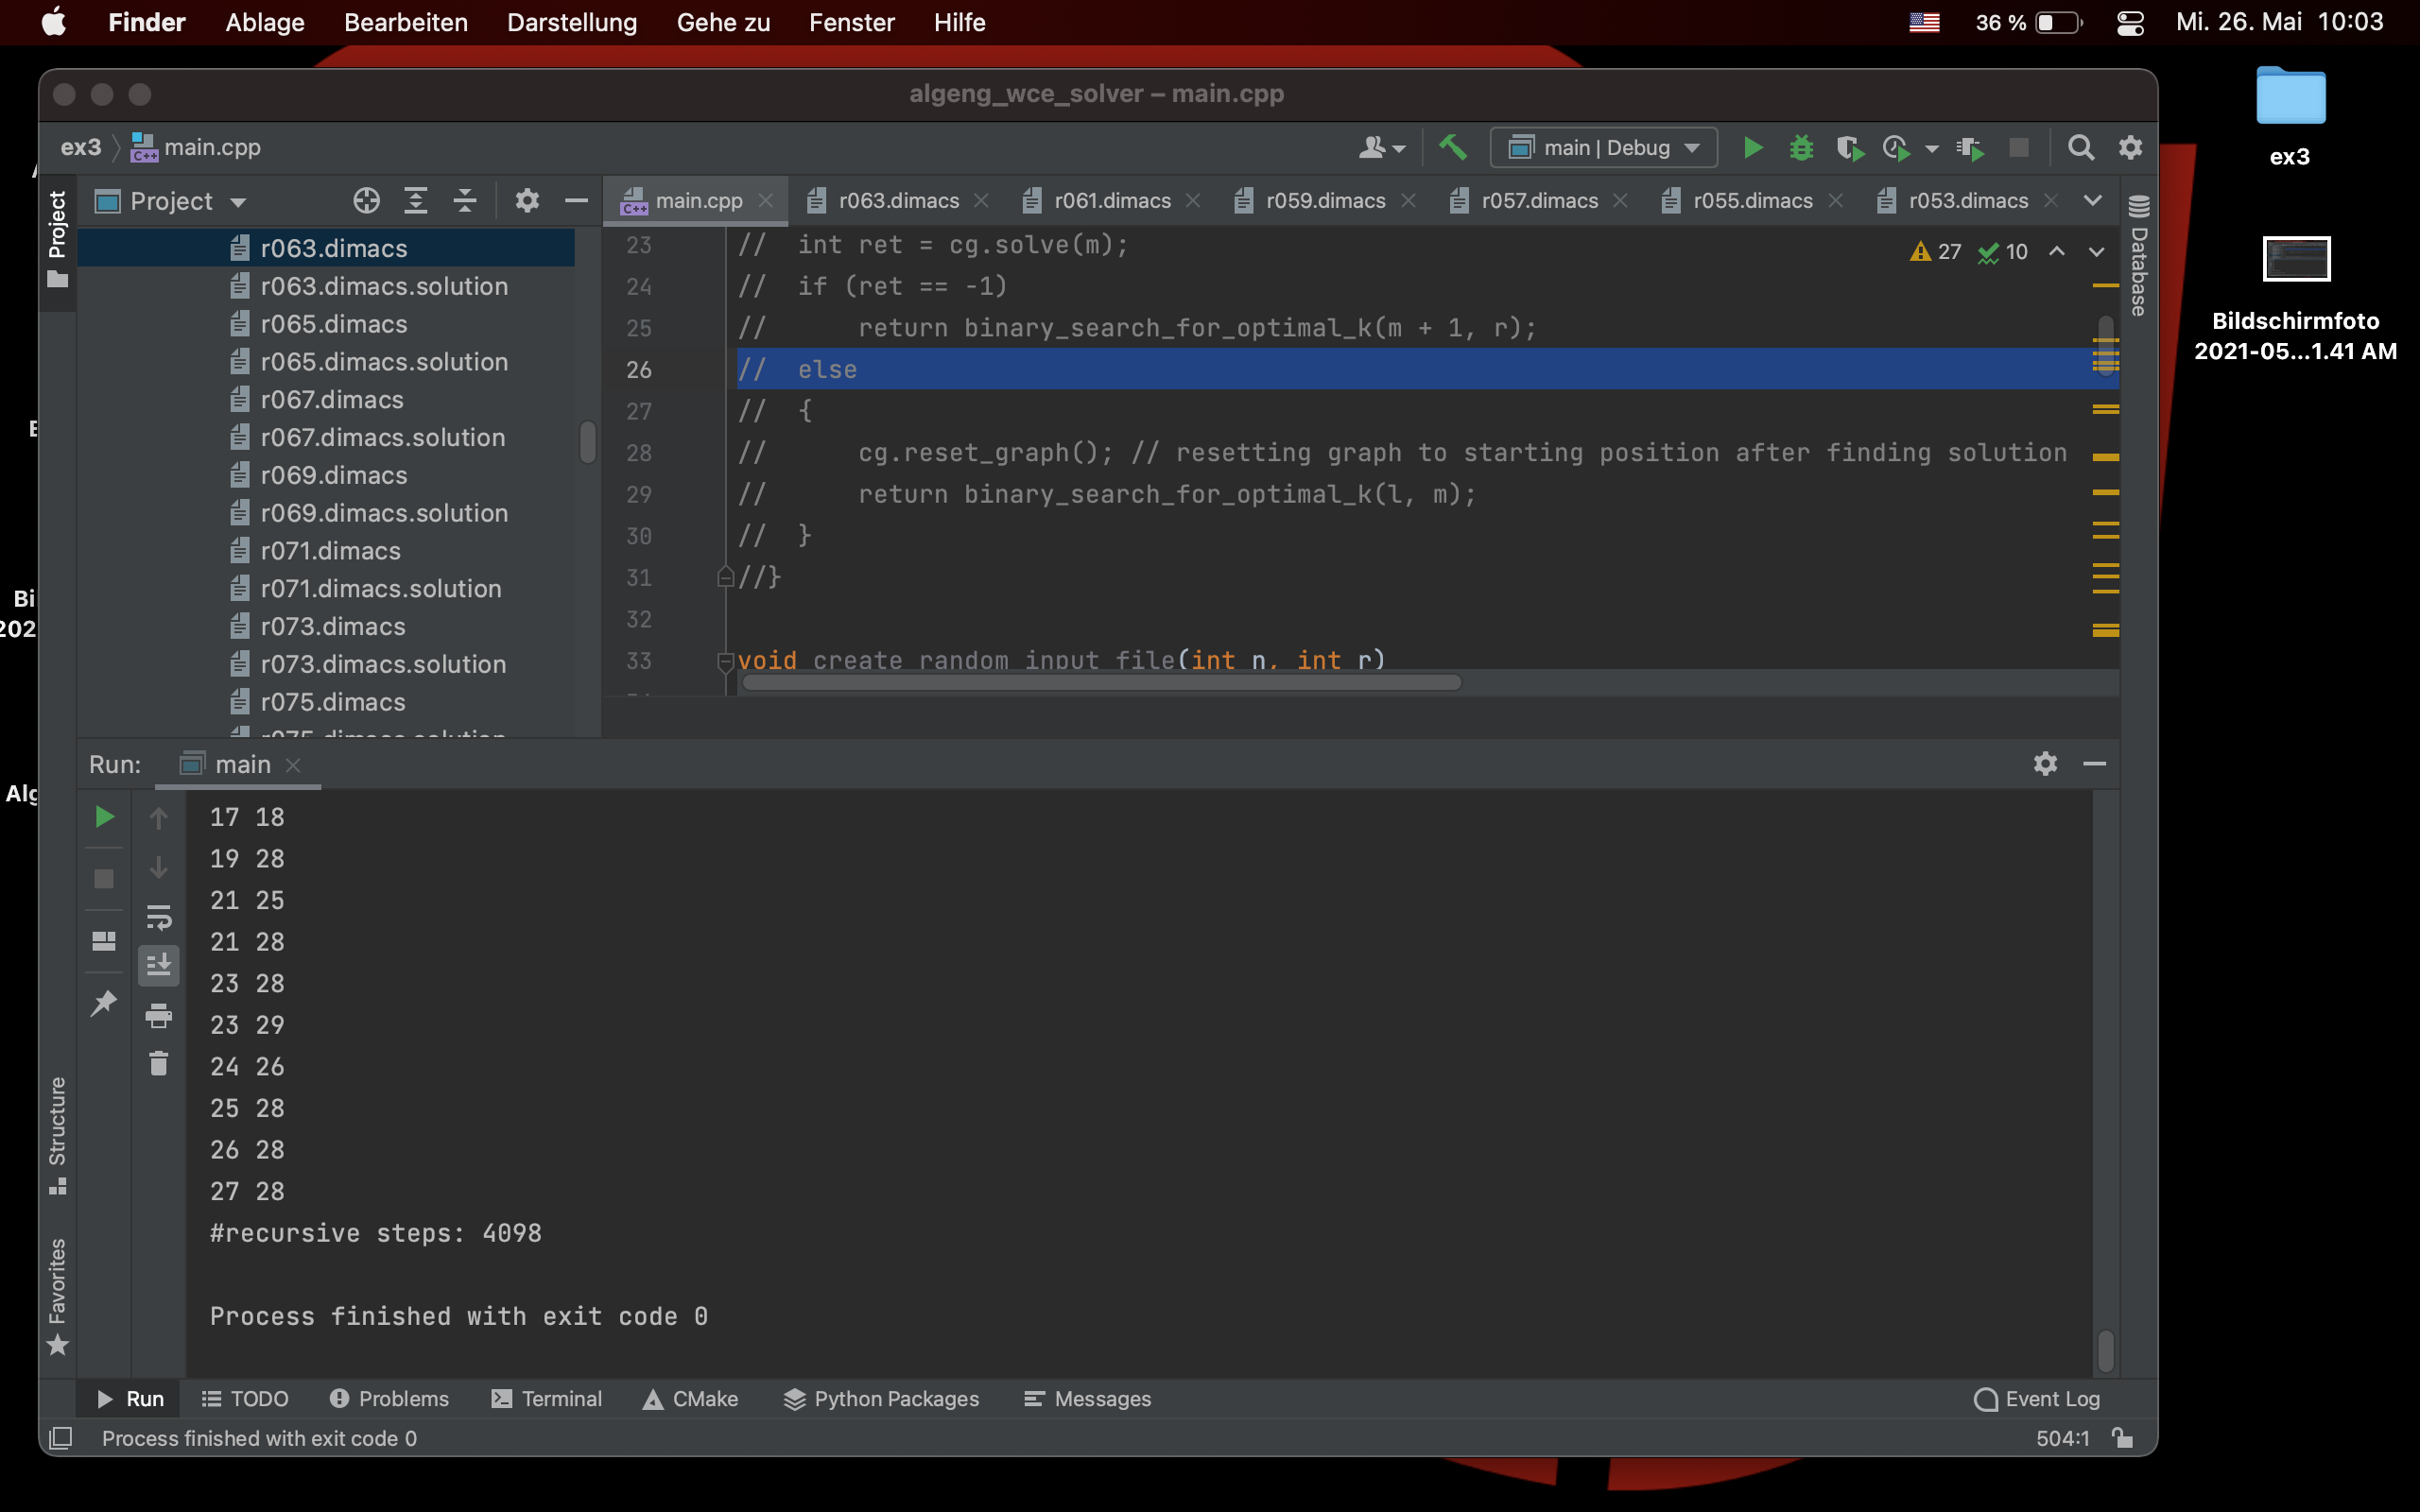 Finder Ablage Bearbeiten Darstellung Gehe zu Fenster Hilfe 36 % Mi. 26. Mai 10:03
algeng_wce_solver – main.cpp
ex3 main.cpp main | Debug
Project main.cpp r063.dimacs r061.dimacs r059.dimacs r057.dimacs r055.dimacs r053.dimacs
Project
Database
27 10
r063.dimacs
r063.dimacs.solution
r065.dimacs
r065.dimacs.solution
r067.dimacs
r067.dimacs.solution
r069.dimacs
r069.dimacs.solution
r071.dimacs
r071.dimacs.solution
r073.dimacs
r073.dimacs.solution
r075.dimacs
r075.dimacs.solution
23 //  int ret = cg.solve(m);
24 //  if (ret == -1)
25 //      return binary_search_for_optimal_k(m + 1, r);
26 //  else
27 //  {
28 //      cg.reset_graph(); // resetting graph to starting position after finding solution
29 //      return binary_search_for_optimal_k(l, m);
30 //  }
31 //}
32
33 void create_random_input_file(int n, int r)
ex3
Bildschirmfoto
2021-05...1.41 AM
Bi
202
Alg
Run: main
17 18
19 28
21 25
21 28
23 28
23 29
24 26
25 28
26 28
27 28
#recursive steps: 4098
Process finished with exit code 0
Structure
Favorites
Run TODO Problems Terminal CMake Python Packages Messages Event Log
Process finished with exit code 0 504:1